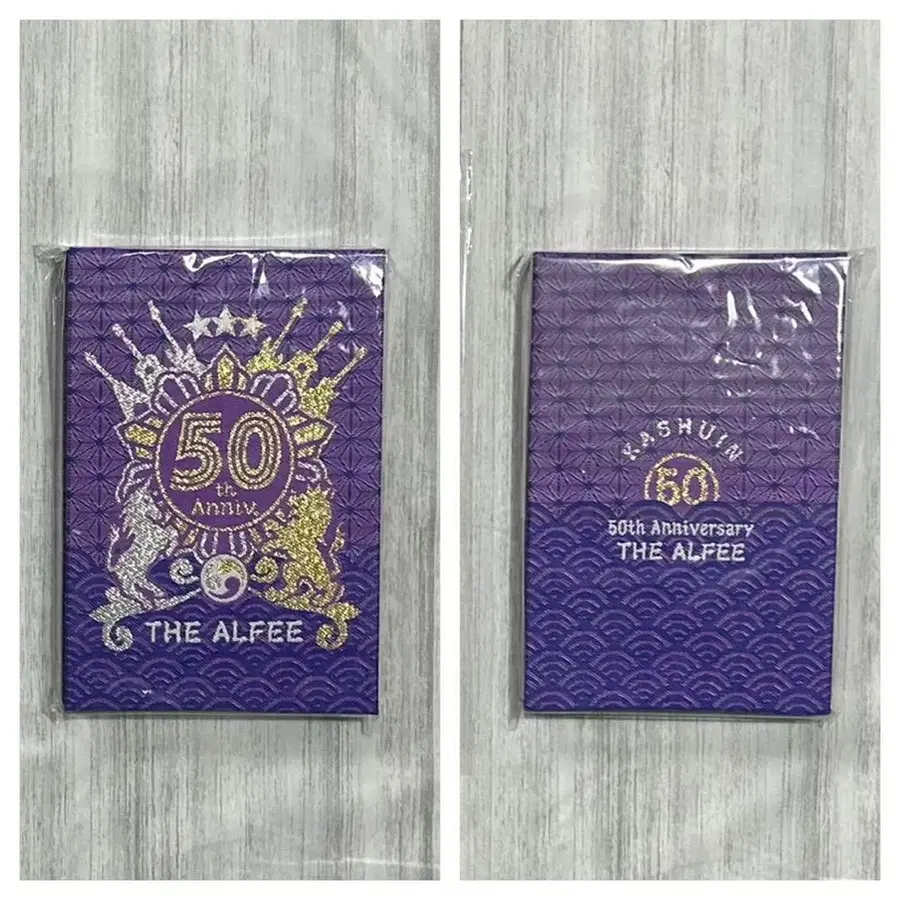 50
th
Anniv.
THE ALFEE
KASHUIN
50
50th Anniversary
THE ALFEE